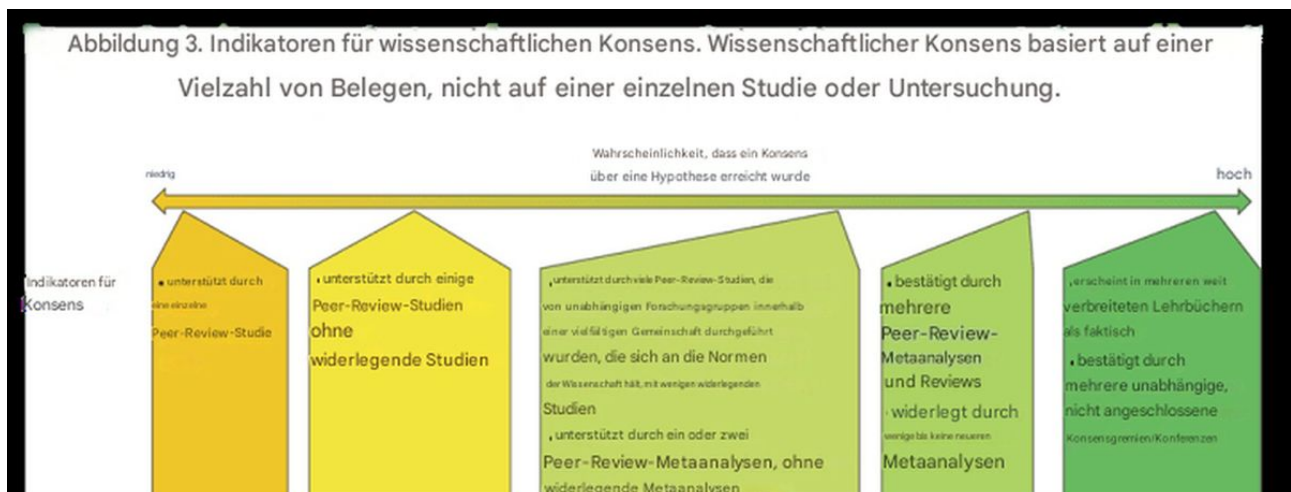 Abbildung 3. Indikatoren für wissenschaftlichen Konsens. Wissenschaftlicher Konsens basiert auf einer
Vielzahl von Belegen, nicht auf einer einzelnen Studie oder Untersuchung.
Wahrscheinlichkeit, dass ein Konsens
über eine Hypothese erreicht wurde
niedrig
hoch
Indikatoren für
Konsens
• unterstützt durch
eine einzelne
Peer-Review-Studie
• unterstützt durch einige
Peer-Review-Studien
ohne
widerlegende Studien
• unterstützt durch viele Peer-Review-Studien, die
von unabhängigen Forschungsgruppen innerhalb
einer vielfältigen Gemeinschaft durchgeführt
wurden, die sich an die Normen
der Wissenschaft hält, mit wenigen widerlegenden
Studien
• unterstützt durch ein oder zwei
Peer-Review-Metaanalysen, ohne
widerlegende Metaanalysen
• bestätigt durch
mehrere
Peer-Review-
Metaanalysen
und Reviews
• widerlegt durch
wenige bis keine neueren
Metaanalysen
• erscheint in mehreren weit
verbreiteten Lehrbüchern
als faktisch
• bestätigt durch
mehrere unabhängige,
nicht angeschlossene
Konsensgremien/Konferenzen